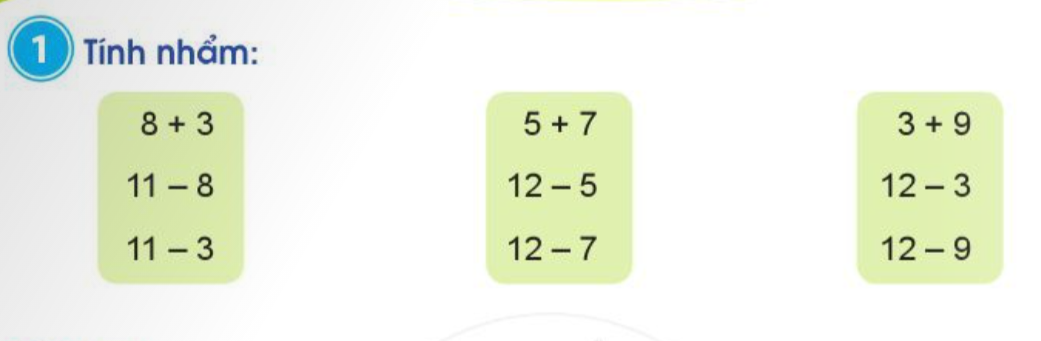 1 Tính nhẩm:
8 + 3
11 – 8
11 – 3
5 + 7
12 – 5
12 – 7
3 + 9
12 – 3
12 – 9